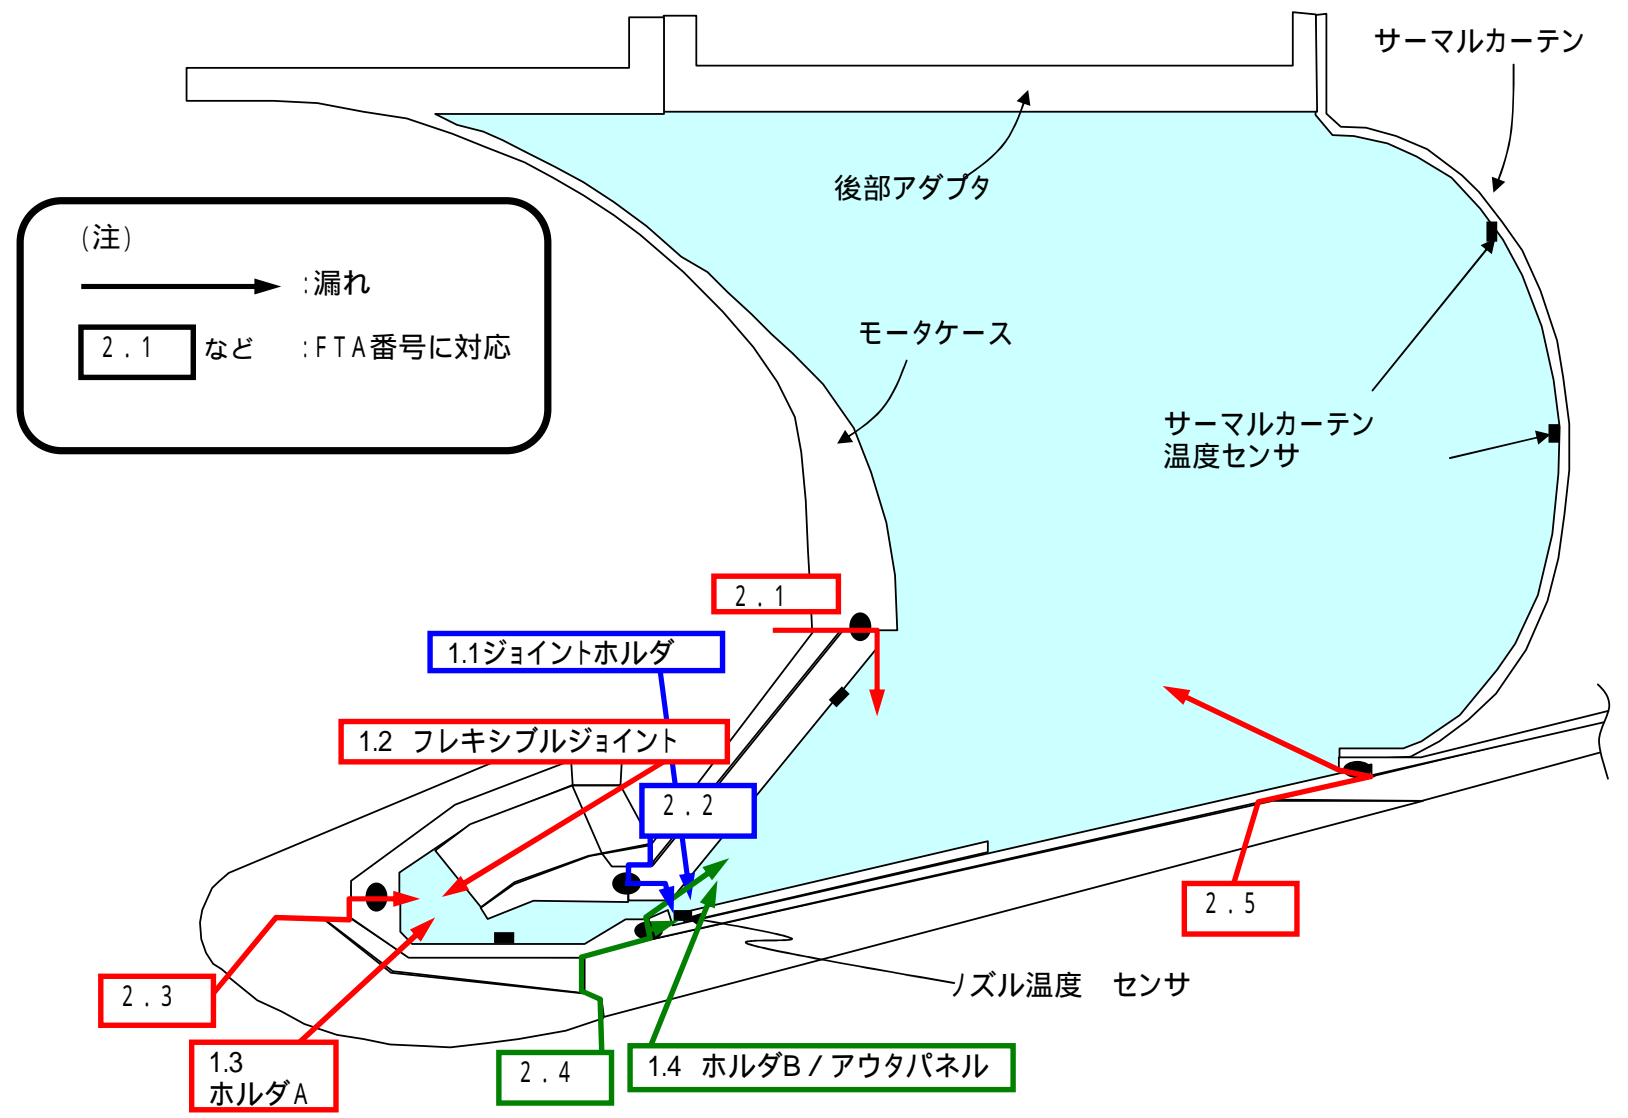 サーマルカーテン
後部アダプタ
(注)
:漏れ
2.1 など :FTA番号に対応
モータケース
サーマルカーテン
温度センサ
2.1
1.1ジョイントホルダ
1.2 フレキシブルジョイント
2.2
2.5
2.3
ノズル温度 センサ
1.3
ホルダA
2.4
1.4 ホルダB/アウタパネル